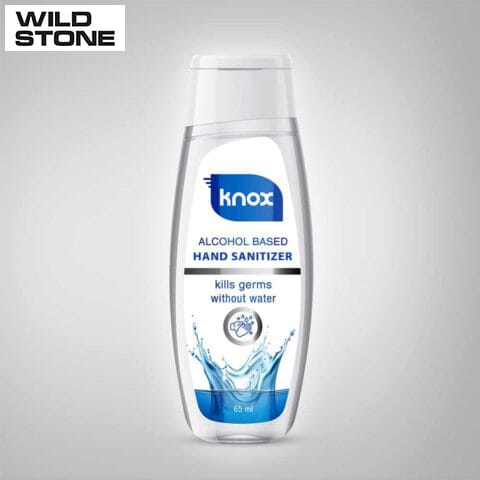 WILD
STONE
knox
ALCOHOL BASED
HAND SANITIZER
kills germs
without water
65 ml